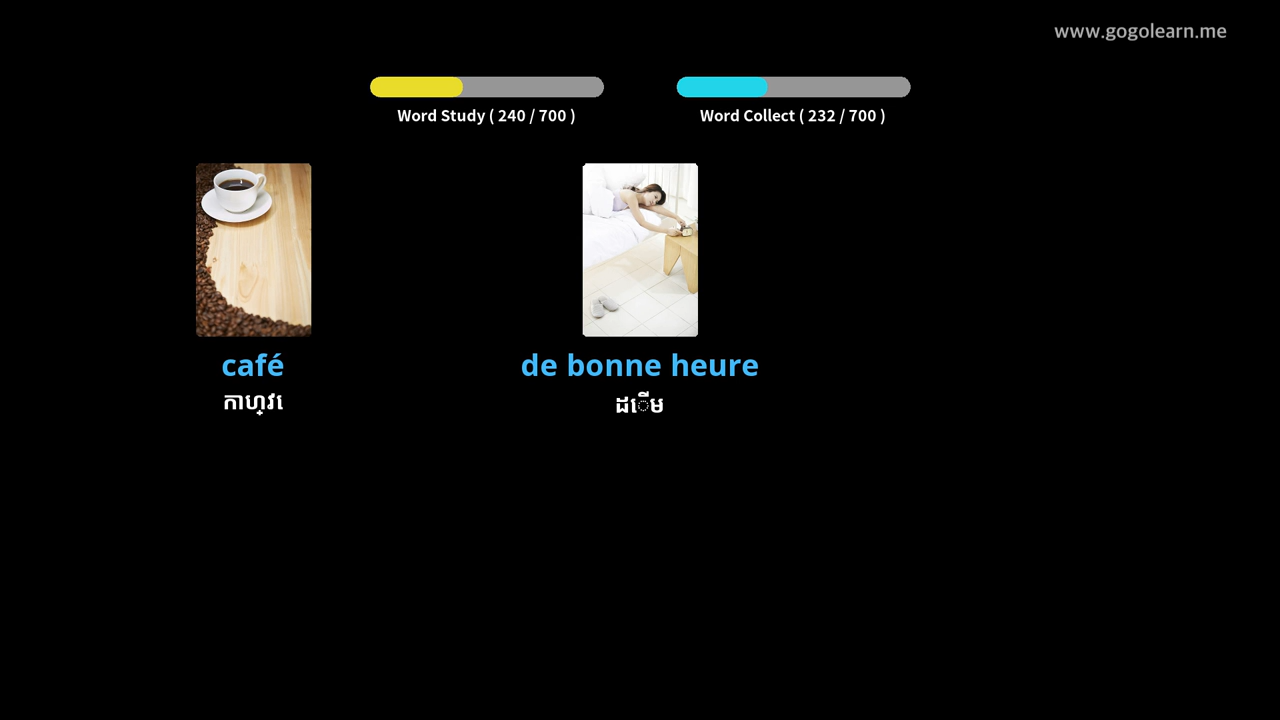 www.gogolearn.me
Word Study ( 240 / 700 )
Word Collect ( 232 / 700 )
café
កាហ្វេ
de bonne heure
ដើម